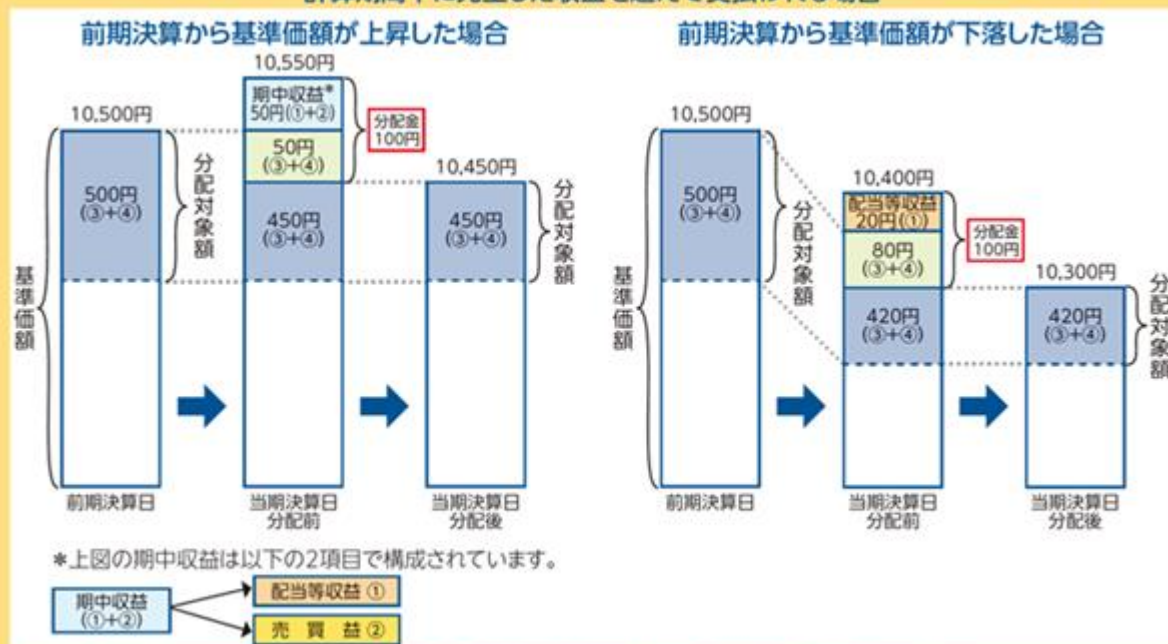 前期決算から基準価額が上昇した場合
10,500円
500円
(③+④)
分配対象額
基準価額
前期決算日
10,550円
期中収益*
50円(①+②)
50円
(③+④)
450円
(③+④)
分配金
100円
当期決算日
分配前
10,450円
450円
(③+④)
分配対象額
当期決算日
分配後
前期決算から基準価額が下落した場合
10,500円
500円
(③+④)
分配対象額
基準価額
前期決算日
10,400円
配当等収益
20円(①)
80円
(③+④)
420円
(③+④)
分配金
100円
当期決算日
分配前
10,300円
420円
(③+④)
分配対象額
当期決算日
分配後
*上図の期中収益は以下の2項目で構成されています。
期中収益
(①+②)
配当等収益 ①
売 買 益 ②